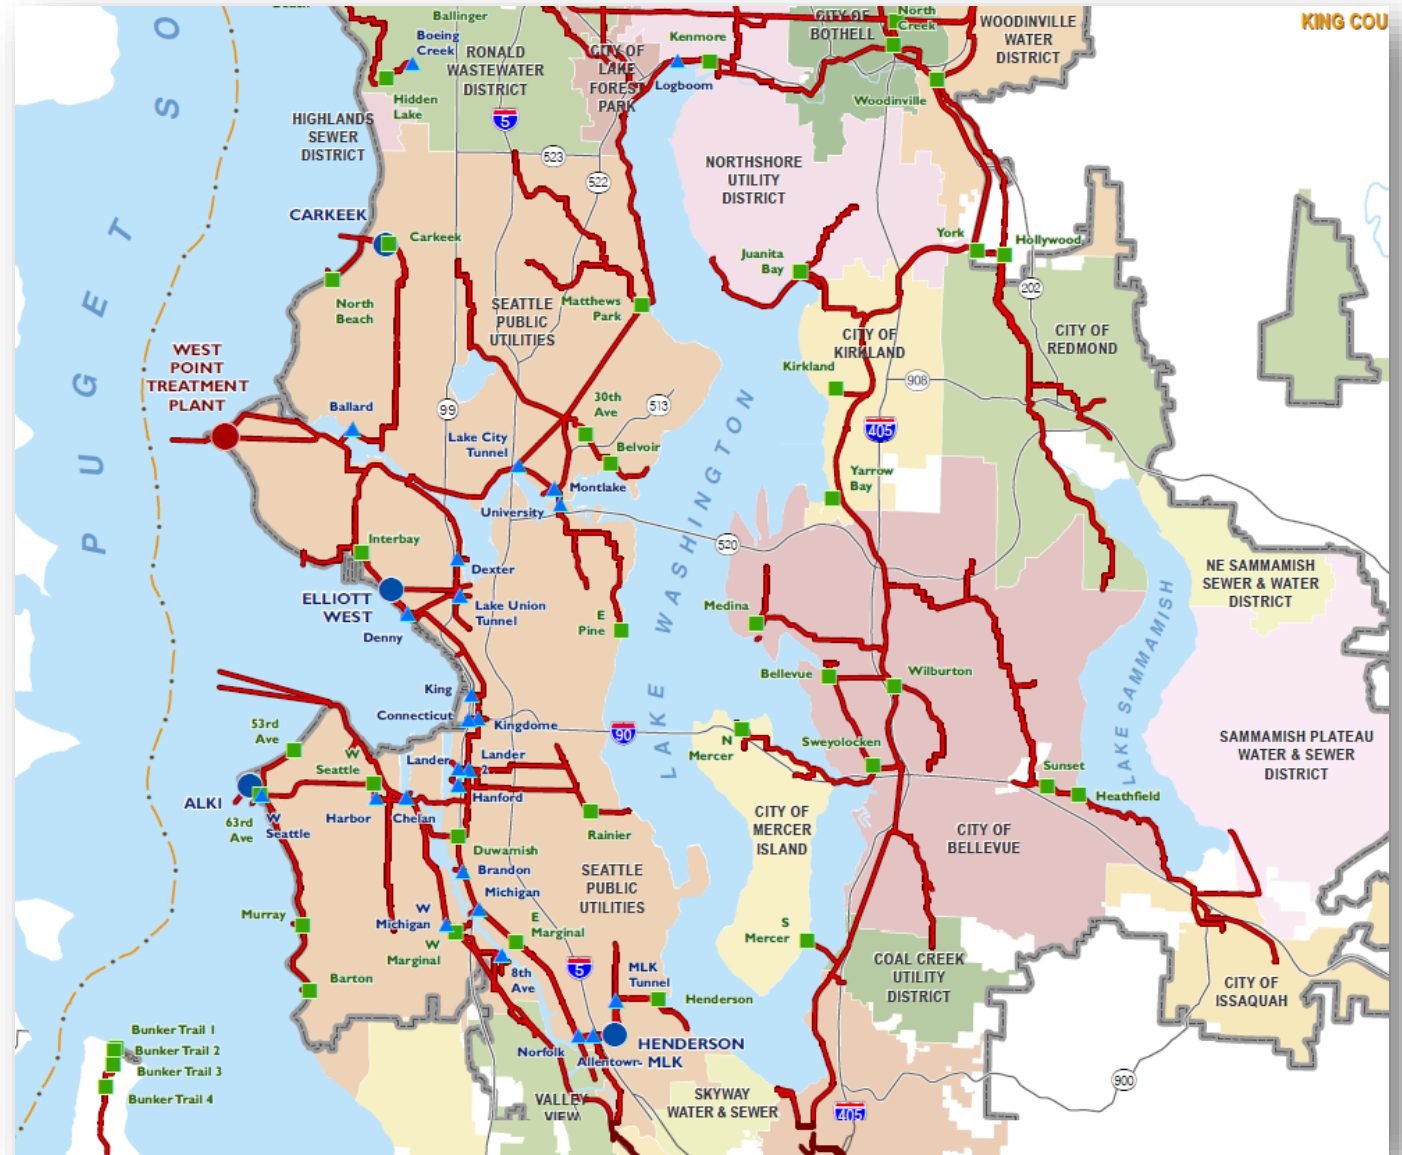 KING COU
Ballinger
Boeing
Creek
RONALD
WASTEWATER
DISTRICT
CITY OF
LAKE
FOREST
PARK
Kenmore
Logboom
CITY OF
BOTHELL
North
Creek
WOODINVILLE
WATER
DISTRICT
Woodinville
Hidden
Lake
HIGHLANDS
SEWER
DISTRICT
5
523
522
NORTHSHORE
UTILITY
DISTRICT
CARKEEK
Carkeek
North
Beach
SEATTLE
PUBLIC
UTILITIES
Matthews
Park
Juanita
Bay
York
Hollywood
202
CITY OF
REDMOND
CITY OF
KIRKLAND
Kirkland
908
405
PUGET SO
WEST
POINT
TREATMENT
PLANT
Ballard
99
Lake City
Tunnel
30th
Ave
513
Belvoir
Montlake
University
Yarrow
Bay
LAKE WASHINGTON
520
Interbay
Dexter
ELLIOTT
WEST
Lake Union
Tunnel
Denny
E
Pine
Medina
NE SAMMAMISH
SEWER & WATER
DISTRICT
LAKE SAMMAMISH
King
Connecticut
Kingdome
90
Bellevue
Wilburton
53rd
Ave
W
Seattle
Lander
Lander
2
Hanford
N
Mercer
Sweyolocken
SAMMAMISH PLATEAU
WATER & SEWER
DISTRICT
Sunset
Heathfield
ALKI
63rd
Ave
W
Seattle
Harbor
Chelan
Rainier
CITY OF
MERCER
ISLAND
CITY OF
BELLEVUE
Duwamish
Brandon
Michigan
SEATTLE
PUBLIC
UTILITIES
Murray
W
Michigan
W
Marginal
E
Marginal
S
Mercer
Barton
8th
Ave
5
MLK
Tunnel
Henderson
COAL CREEK
UTILITY
DISTRICT
CITY OF
ISSAQUAH
Bunker Trail 1
Bunker Trail 2
Bunker Trail 3
Bunker Trail 4
Norfolk
Allentown
HENDERSON
- MLK
900
VALLEY
VIEW
SKYWAY
WATER & SEWER
405